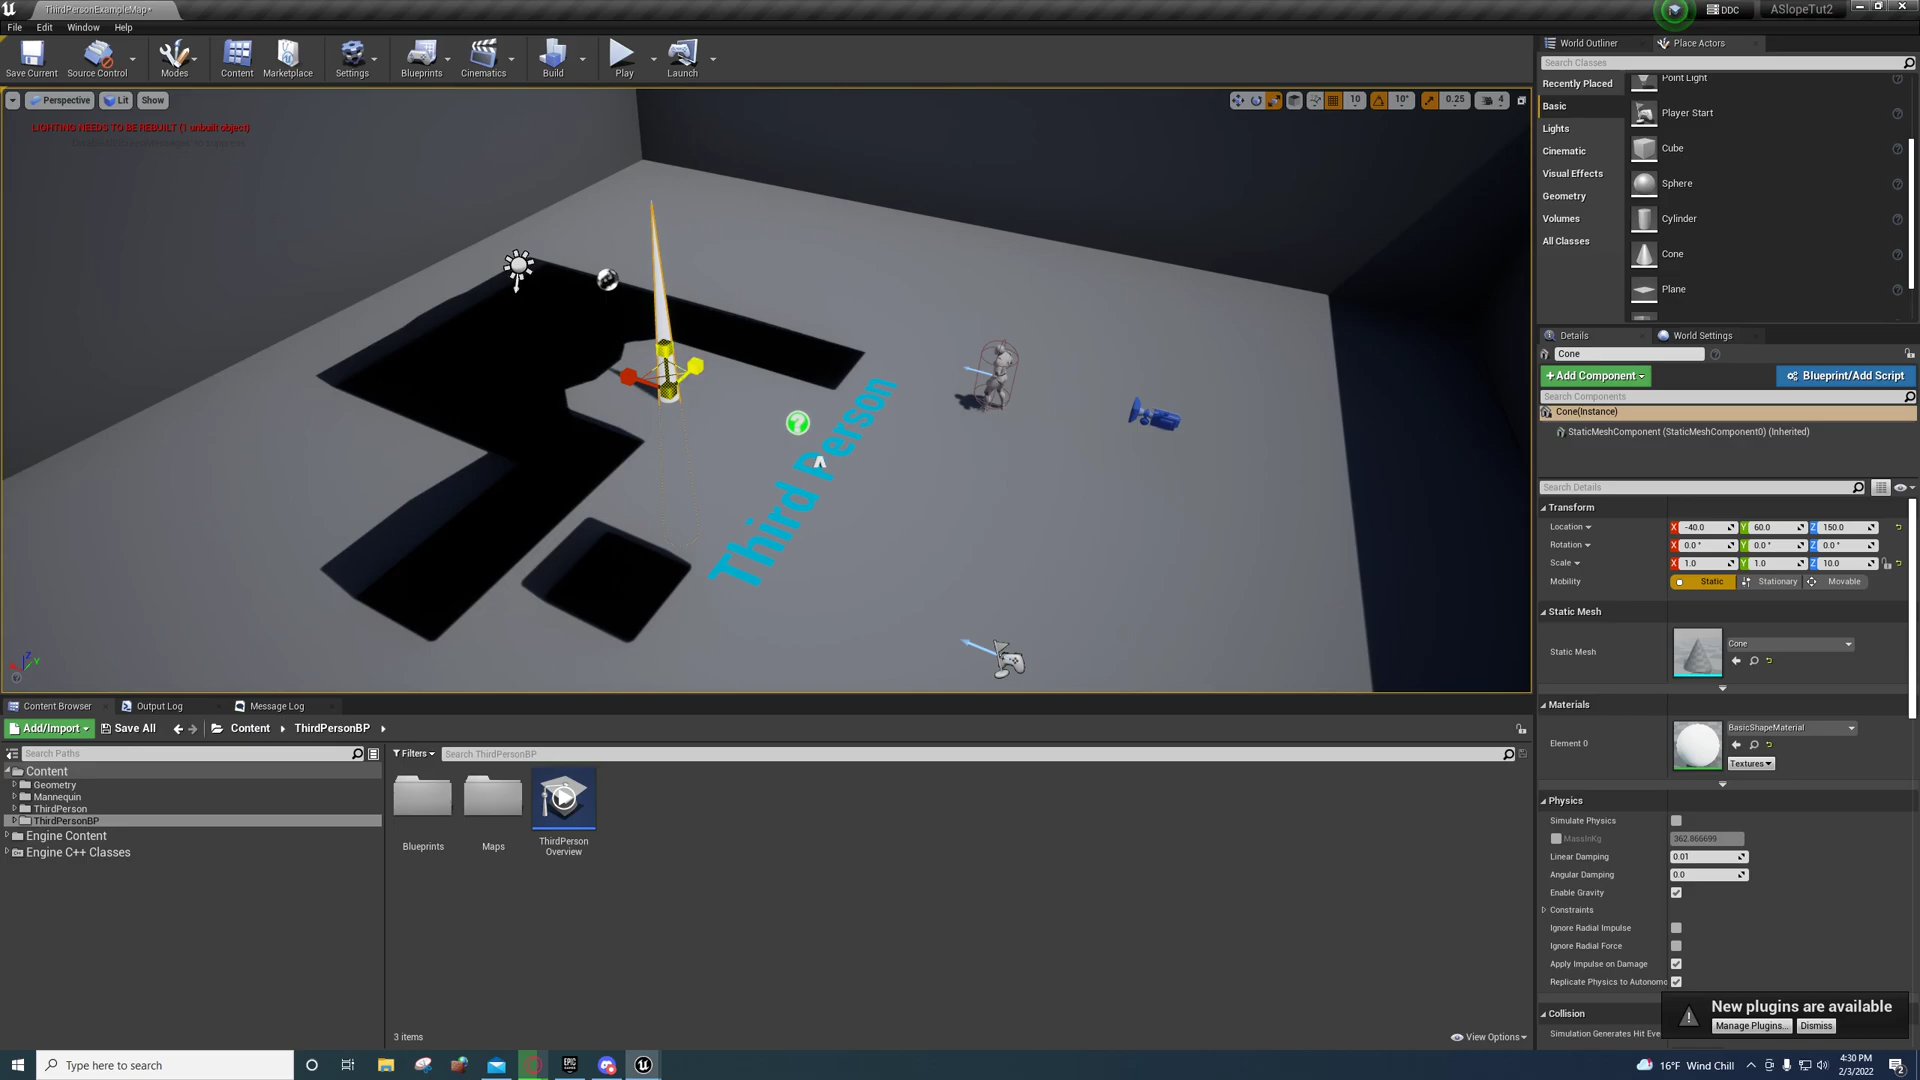 ThirdPersonExampleMap*
DDC
ASlopeTut2
File Edit Window Help
Save Current
Source Control
Modes
Content
Marketplace
Settings
Blueprints
Cinematics
Build
Play
Launch
World Outliner
Place Actors
Search Classes
Recently Placed
Basic
Lights
Cinematic
Visual Effects
Geometry
Volumes
All Classes
Point Light
Player Start
Cube
Sphere
Cylinder
Cone
Plane
Perspective
Lit
Show
10
10°
0.25
4
LIGHTING NEEDS TO BE REBUILT (1 unbuilt object)
Third Person
Details
World Settings
Cone
+Add Component
Blueprint/Add Script
Search Components
Cone(Instance)
StaticMeshComponent (StaticMeshComponent0) (Inherited)
Search Details
Transform
Location X -40.0 Y 60.0 Z 150.0
Rotation X 0.0 ° Y 0.0 ° Z 0.0 °
Scale X 1.0 Y 1.0 Z 10.0
Mobility Static Stationary Movable
Static Mesh
Static Mesh
Cone
Materials
Element 0
BasicShapeMaterial
Textures
Physics
Simulate Physics
MassInKg 362.866699
Linear Damping 0.01
Angular Damping 0.0
Enable Gravity
Constraints
Ignore Radial Impulse
Ignore Radial Force
Apply Impulse on Damage
Replicate Physics to Autonomo
Collision
Simulation Generates Hit Eve
New plugins are available
Manage Plugins...
Dismiss
Content Browser
Output Log
Message Log
Add/Import
Save All
Content
ThirdPersonBP
Search Paths
Filters
Search ThirdPersonBP
Content
Geometry
Mannequin
ThirdPerson
ThirdPersonBP
Engine Content
Engine C++ Classes
Blueprints
Maps
ThirdPerson
Overview
3 items
View Options
Type here to search
EPIC
16°F Wind Chill
4:30 PM
2/3/2022
2